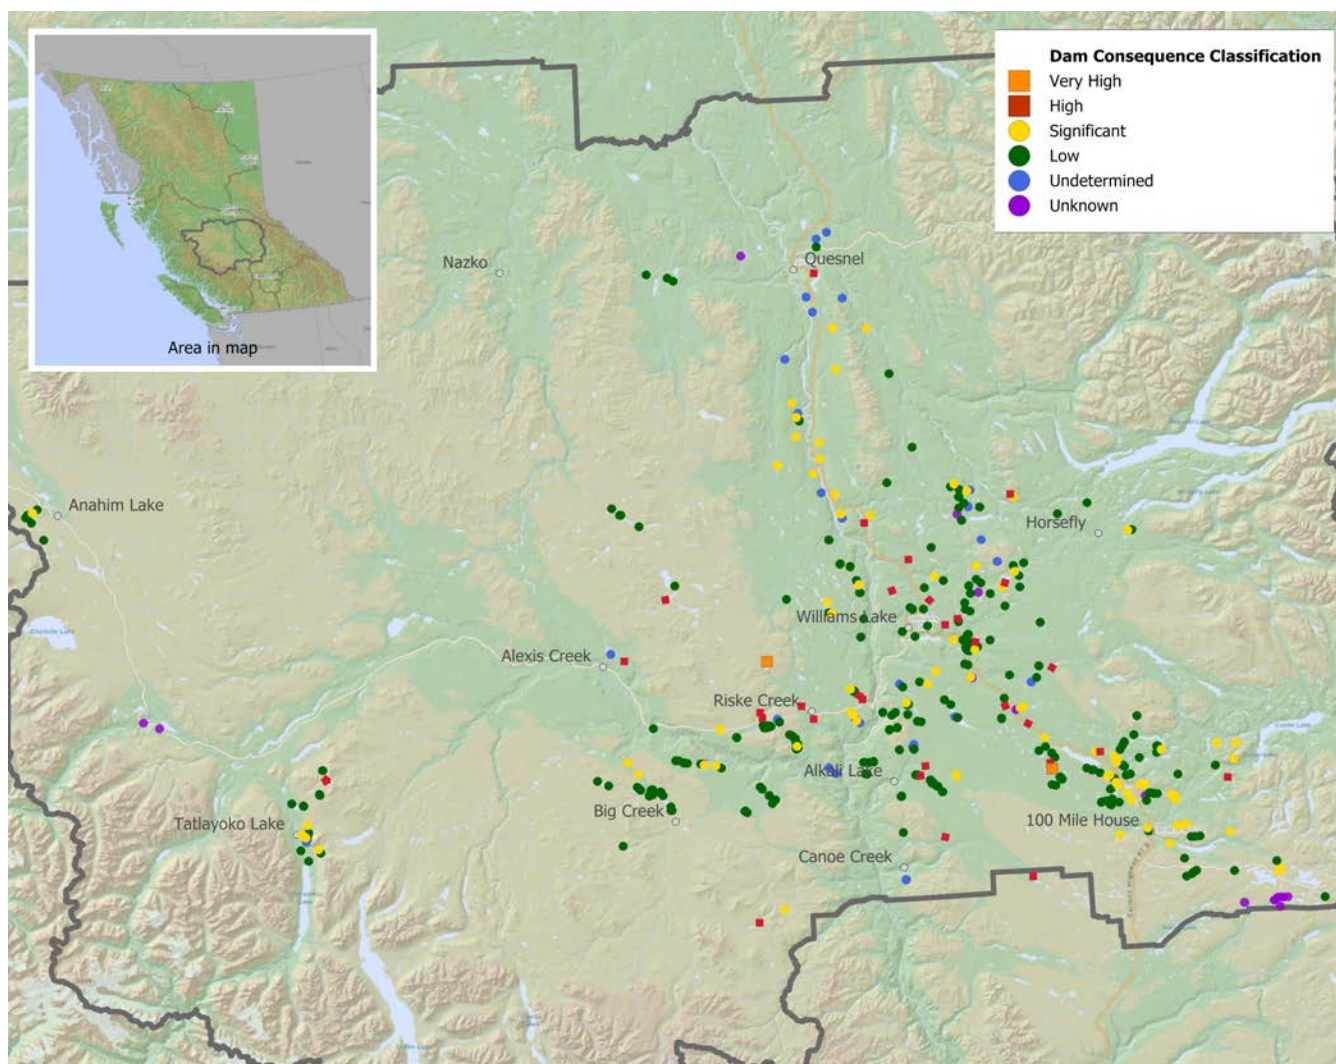 Dam Consequence Classification
Very High
High
Significant
Low
Undetermined
Unknown
Area in map
Nazko
Quesnel
Anahim Lake
Horsefly
Williams Lake
Alexis Creek
Riske Creek
Alkali Lake
Big Creek
Tatlayoko Lake
100 Mile House
Canoe Creek